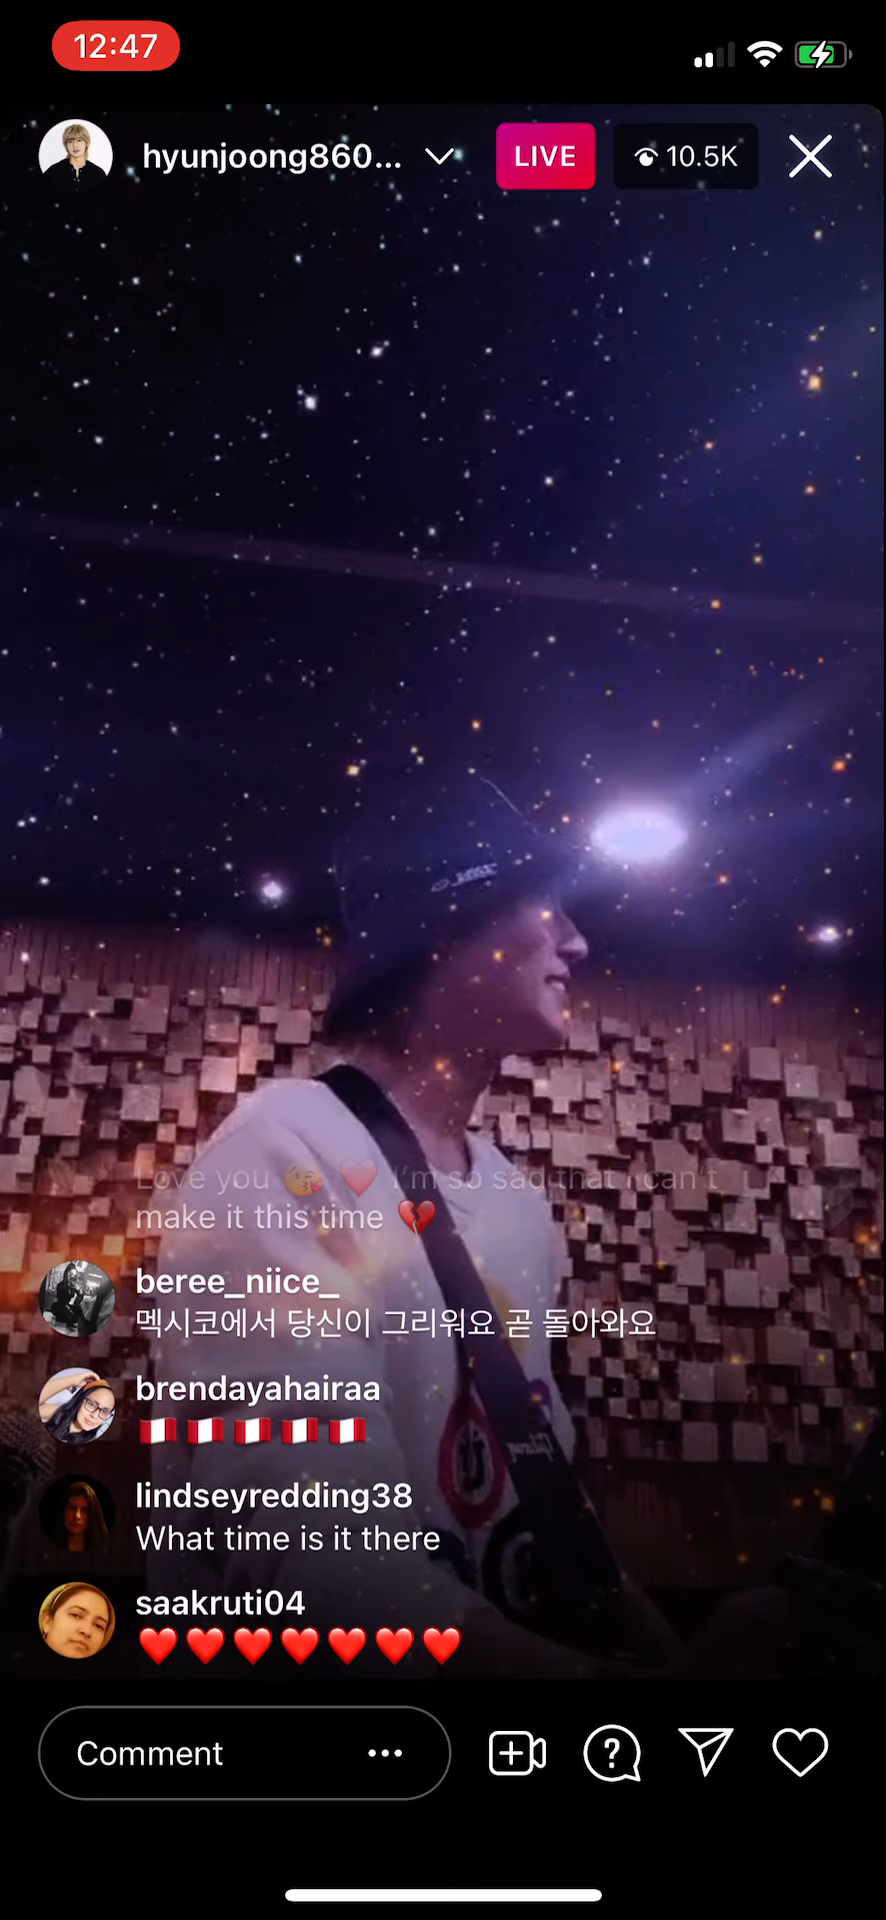 12:47
hyunjoong860...
LIVE
10.5K
Love you 😘 ❤️ I'm so sad that I can't
make it this time 💔
beree_niice_
멕시코에서 당신이 그리워요 곧 돌아와요
brendayahairaa
🇵🇪 🇵🇪 🇵🇪 🇵🇪 🇵🇪
lindseyredding38
What time is it there
saakruti04
❤️❤️❤️❤️❤️❤️❤️
Comment